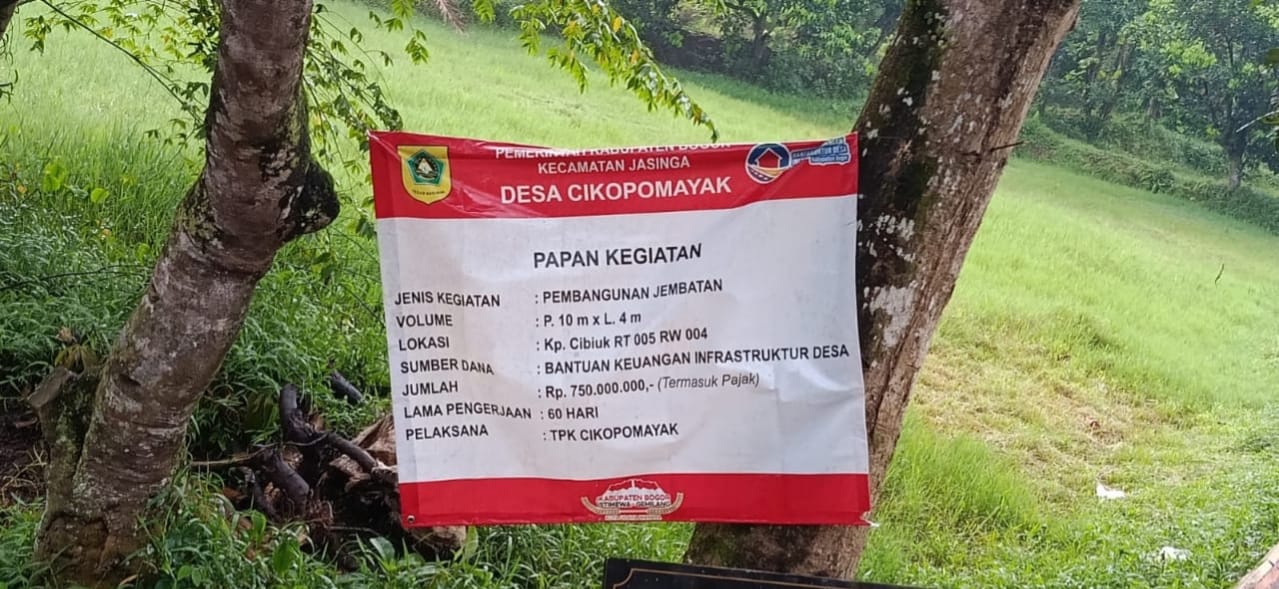 PEMERINTAH KABUPATEN BOGOR
KECAMATAN JASINGA
DESA CIKOPOMAYAK
PAPAN KEGIATAN
JENIS KEGIATAN : PEMBANGUNAN JEMBATAN
VOLUME : P. 10 m x L. 4 m
LOKASI : Kp. Cibiuk RT 005 RW 004
SUMBER DANA : BANTUAN KEUANGAN INFRASTRUKTUR DESA
JUMLAH : Rp. 750.000.000,- (Termasuk Pajak)
LAMA PENGERJAAN : 60 HARI
PELAKSANA : TPK CIKOPOMAYAK
KABUPATEN BOGOR